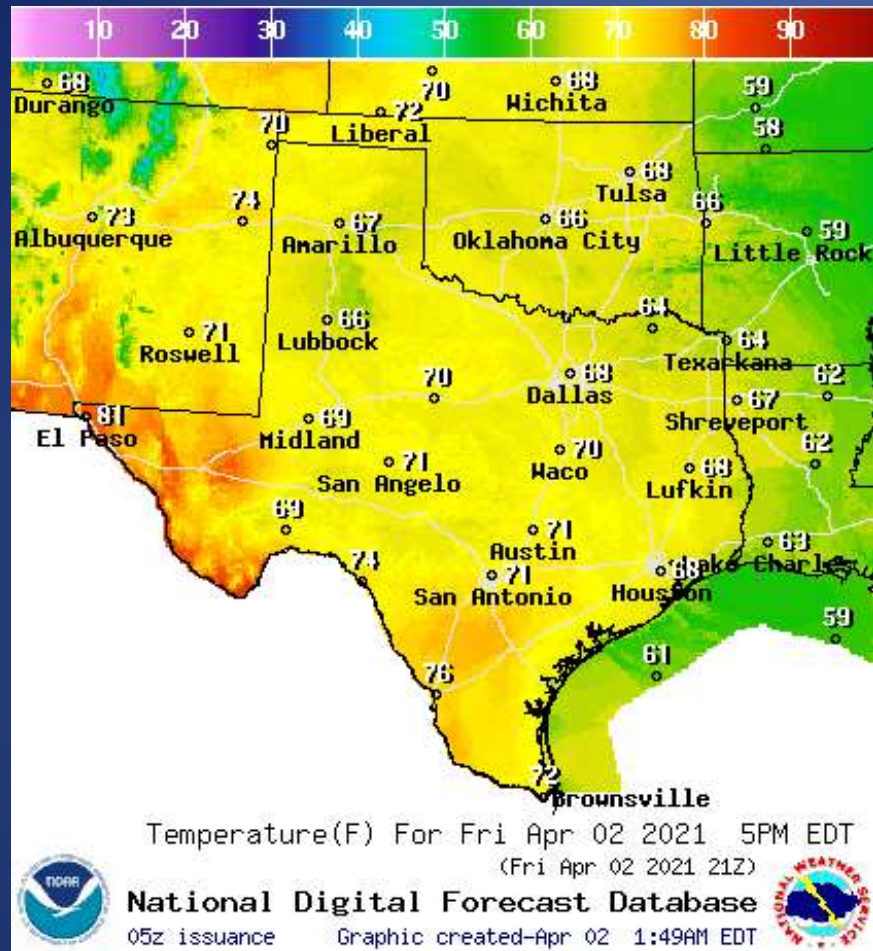 10 20 30 40 50 60 70 80 90
68 70 68 59
Durango Wichita
72
Liberal
70 58
68
Tulsa
73 74 67 66 66 59
Albuquerque Amarillo Oklahoma City Little Rock
71 66 64 64
Roswell Lubbock Texarkana
68
Dallas
70 67 62
Shreveport
81 69
El Paso Midland
71 70 68 62
San Angelo Waco Lufkin
69 71 63
Austin Lake Charles
74 71 68
San Antonio Houston
59
61
76
72
Brownsville
Temperature(F) For Fri Apr 02 2021 5PM EDT
(Fri Apr 02 2021 21Z)
National Digital Forecast Database
05z issuance Graphic created-Apr 02 1:49AM EDT
NOAA
NATIONAL WEATHER SERVICE